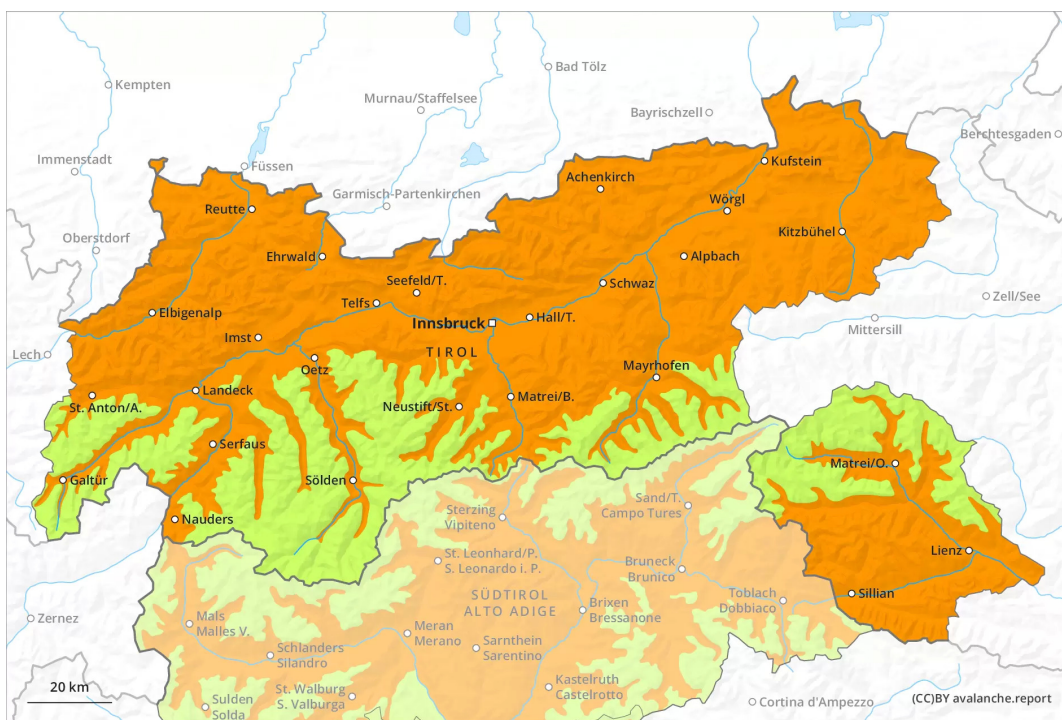 Kempten
Bad Tölz
Murnau/Staffelsee
Bayrischzell
Berchtesgaden
Immenstadt
Füssen
Kufstein
Achenkirch
Garmisch-Partenkirchen
Reutte
Wörgl
Oberstdorf
Kitzbühel
Ehrwald
Alpbach
Seefeld/T.
Schwaz
Zell/See
Telfs
Elbigenalp
Hall/T.
Innsbruck
Mittersill
Imst
Lech
TIROL
Oetz
Mayrhofen
Landeck
St. Anton/A.
Neustift/St.
Matrei/B.
Serfaus
Matrei/O.
Galtür
Sölden
Sand/T.
Campo Tures
Nauders
Sterzing
Vipiteno
Lienz
St. Leonhard/P.
S. Leonardo i. P.
Bruneck
Brunico
Sillian
SÜDTIROL
ALTO ADIGE
Toblach
Dobbiaco
Zernez
Mals
Malles V.
Brixen
Bressanone
Meran
Merano
Schlanders
Silandro
Sarnthein
Sarentino
20 km
St. Walburg
S. Valburga
Kastelruth
Castelrotto
Sulden
Solda
Cortina d'Ampezzo
(CC)BY avalanche.report